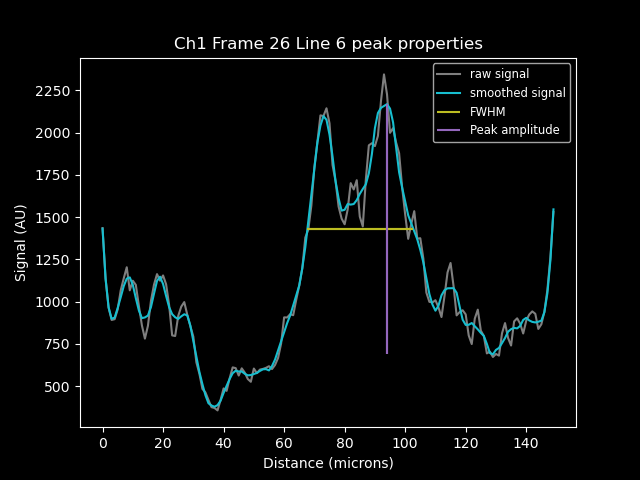 Ch1 Frame 26 Line 6 peak properties
raw signal
smoothed signal
FWHM
Peak amplitude
Signal (AU)
2250
2000
1750
1500
1250
1000
750
500
0 20 40 60 80 100 120 140
Distance (microns)